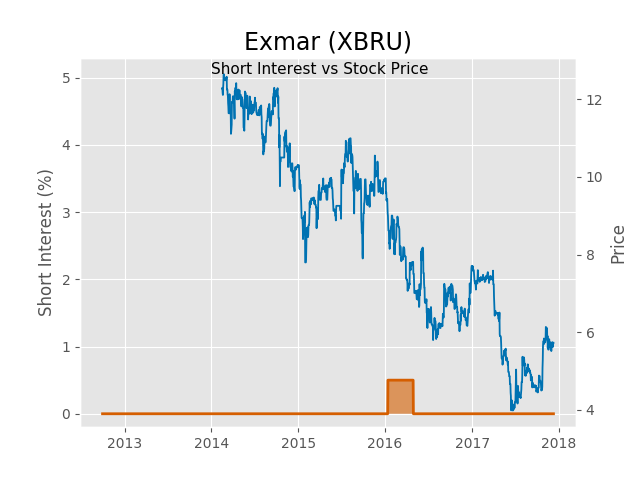 Exmar (XBRU)
Short Interest vs Stock Price
Short Interest (%)
5
4
3
2
1
0
12
10
8
6
4
Price
2013 2014 2015 2016 2017 2018